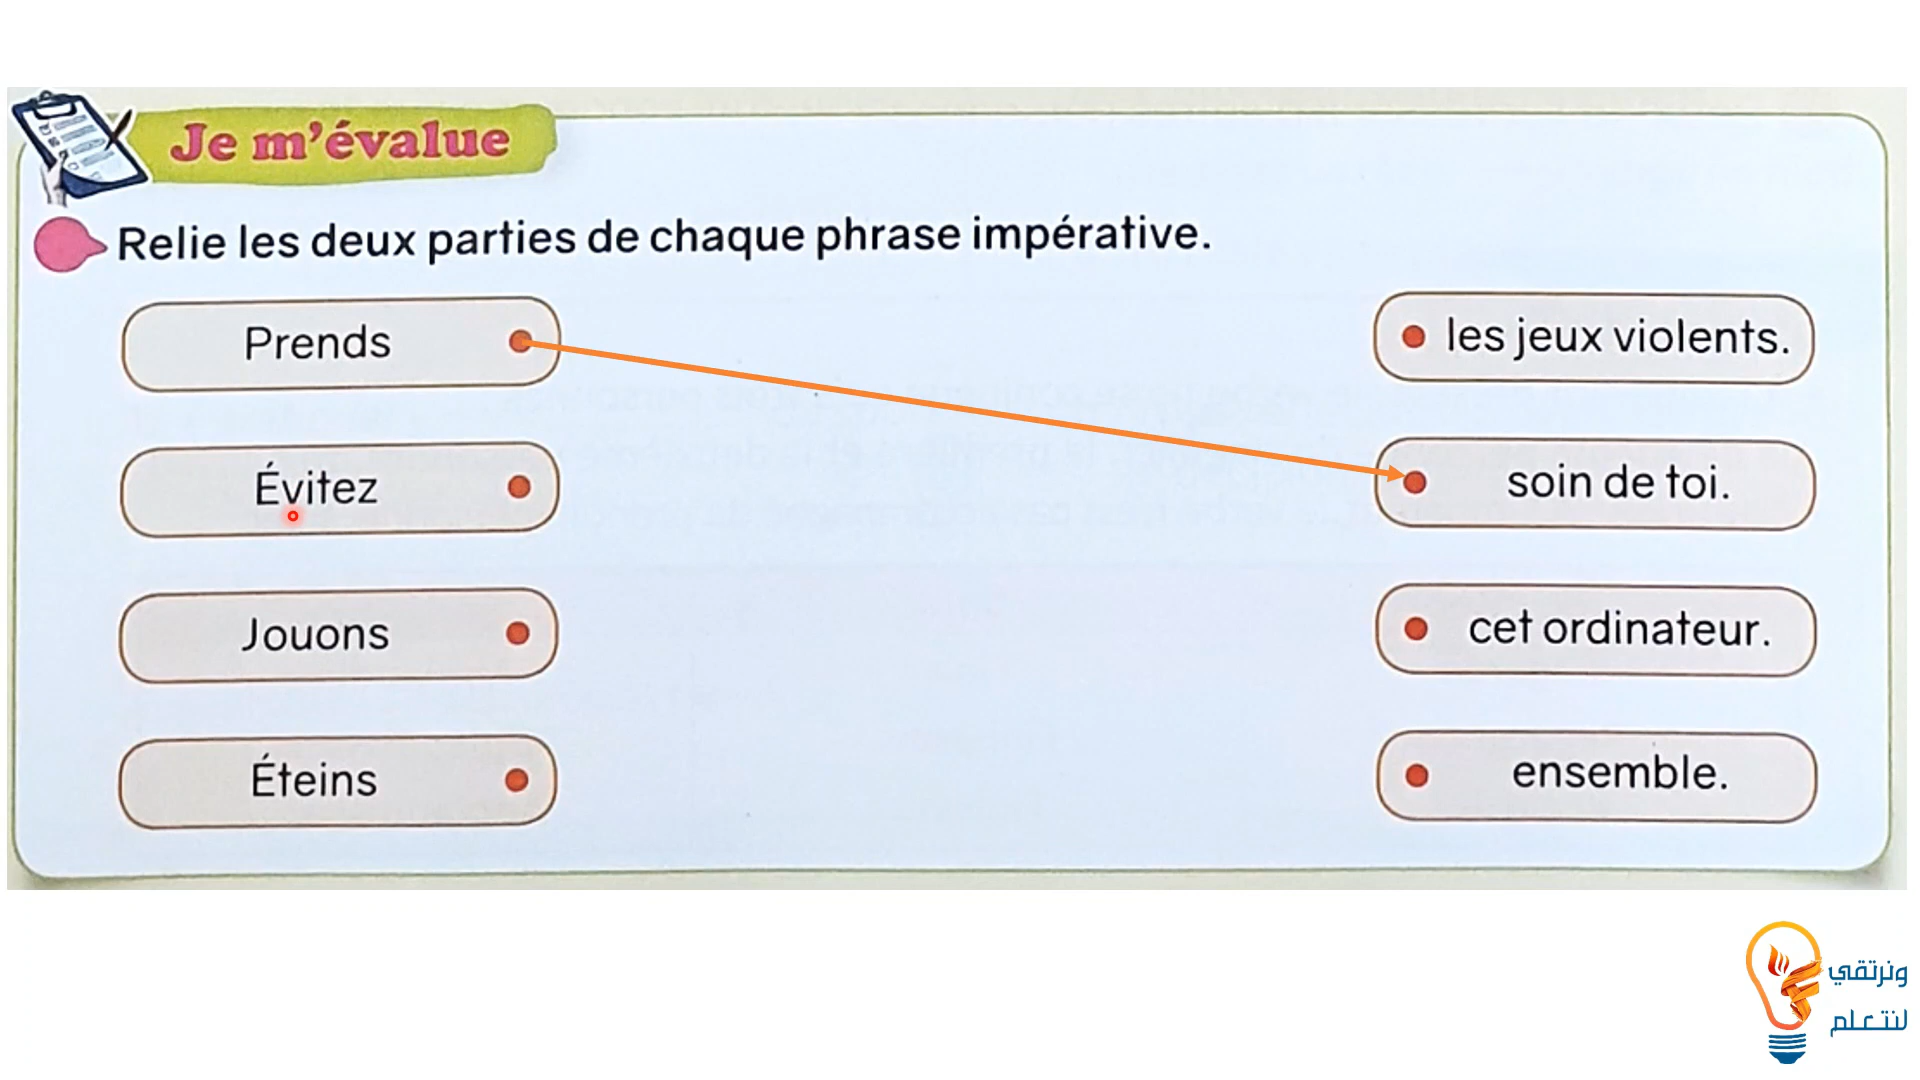 Je m'évalue
Relie les deux parties de chaque phrase impérative.
Prends
les jeux violents.
Évitez
soin de toi.
Jouons
cet ordinateur.
Éteins
ensemble.
ونرتقي
لنتعلم